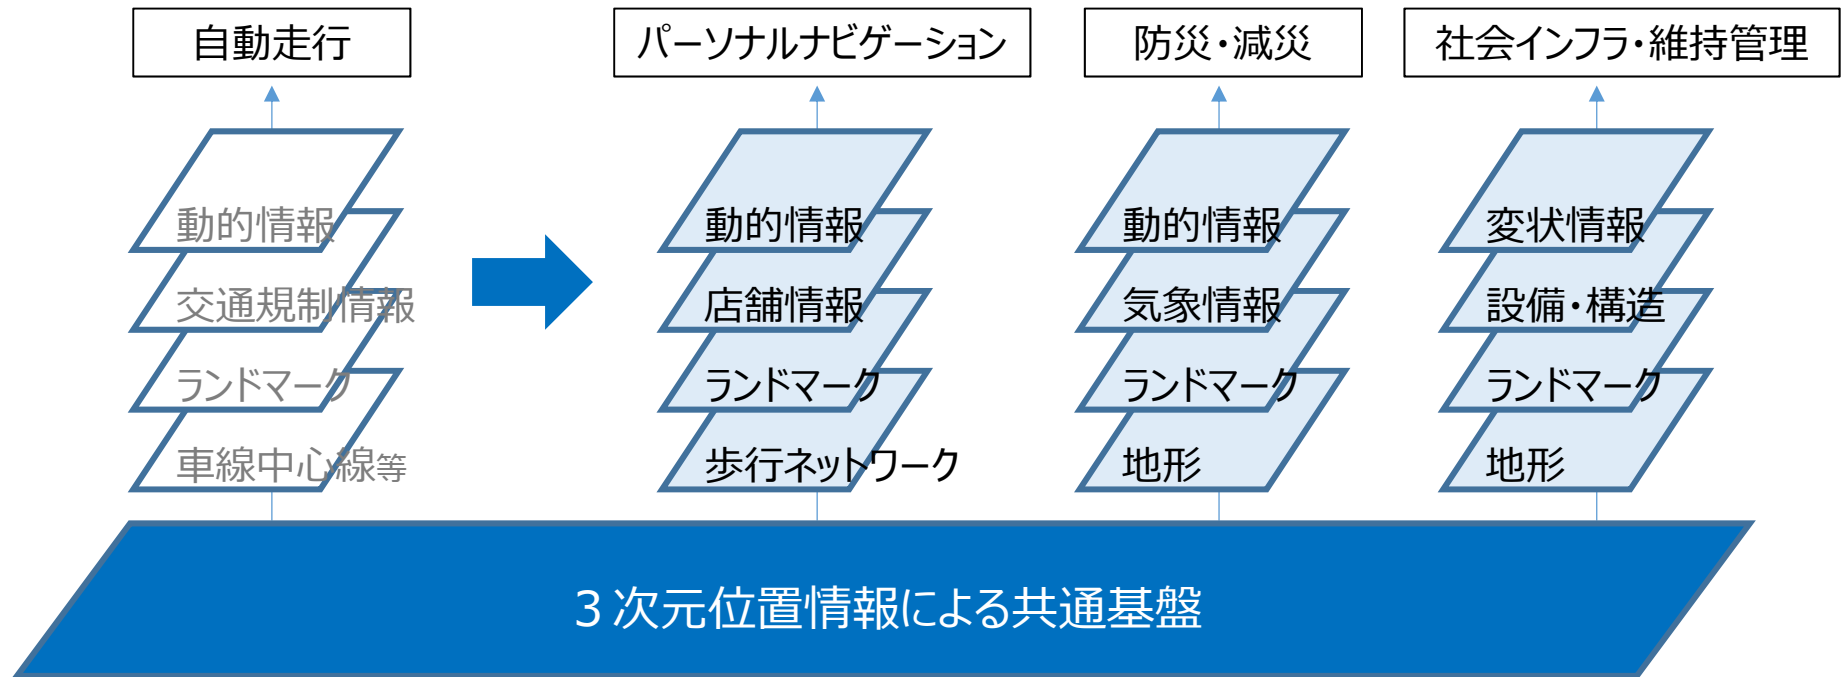 自動走行
動的情報
交通規制情報
ランドマーク
車線中心線等
パーソナルナビゲーション
動的情報
店舗情報
ランドマーク
歩行ネットワーク
防災・減災
動的情報
気象情報
ランドマーク
地形
社会インフラ・維持管理
変状情報
設備・構造
ランドマーク
地形
３次元位置情報による共通基盤